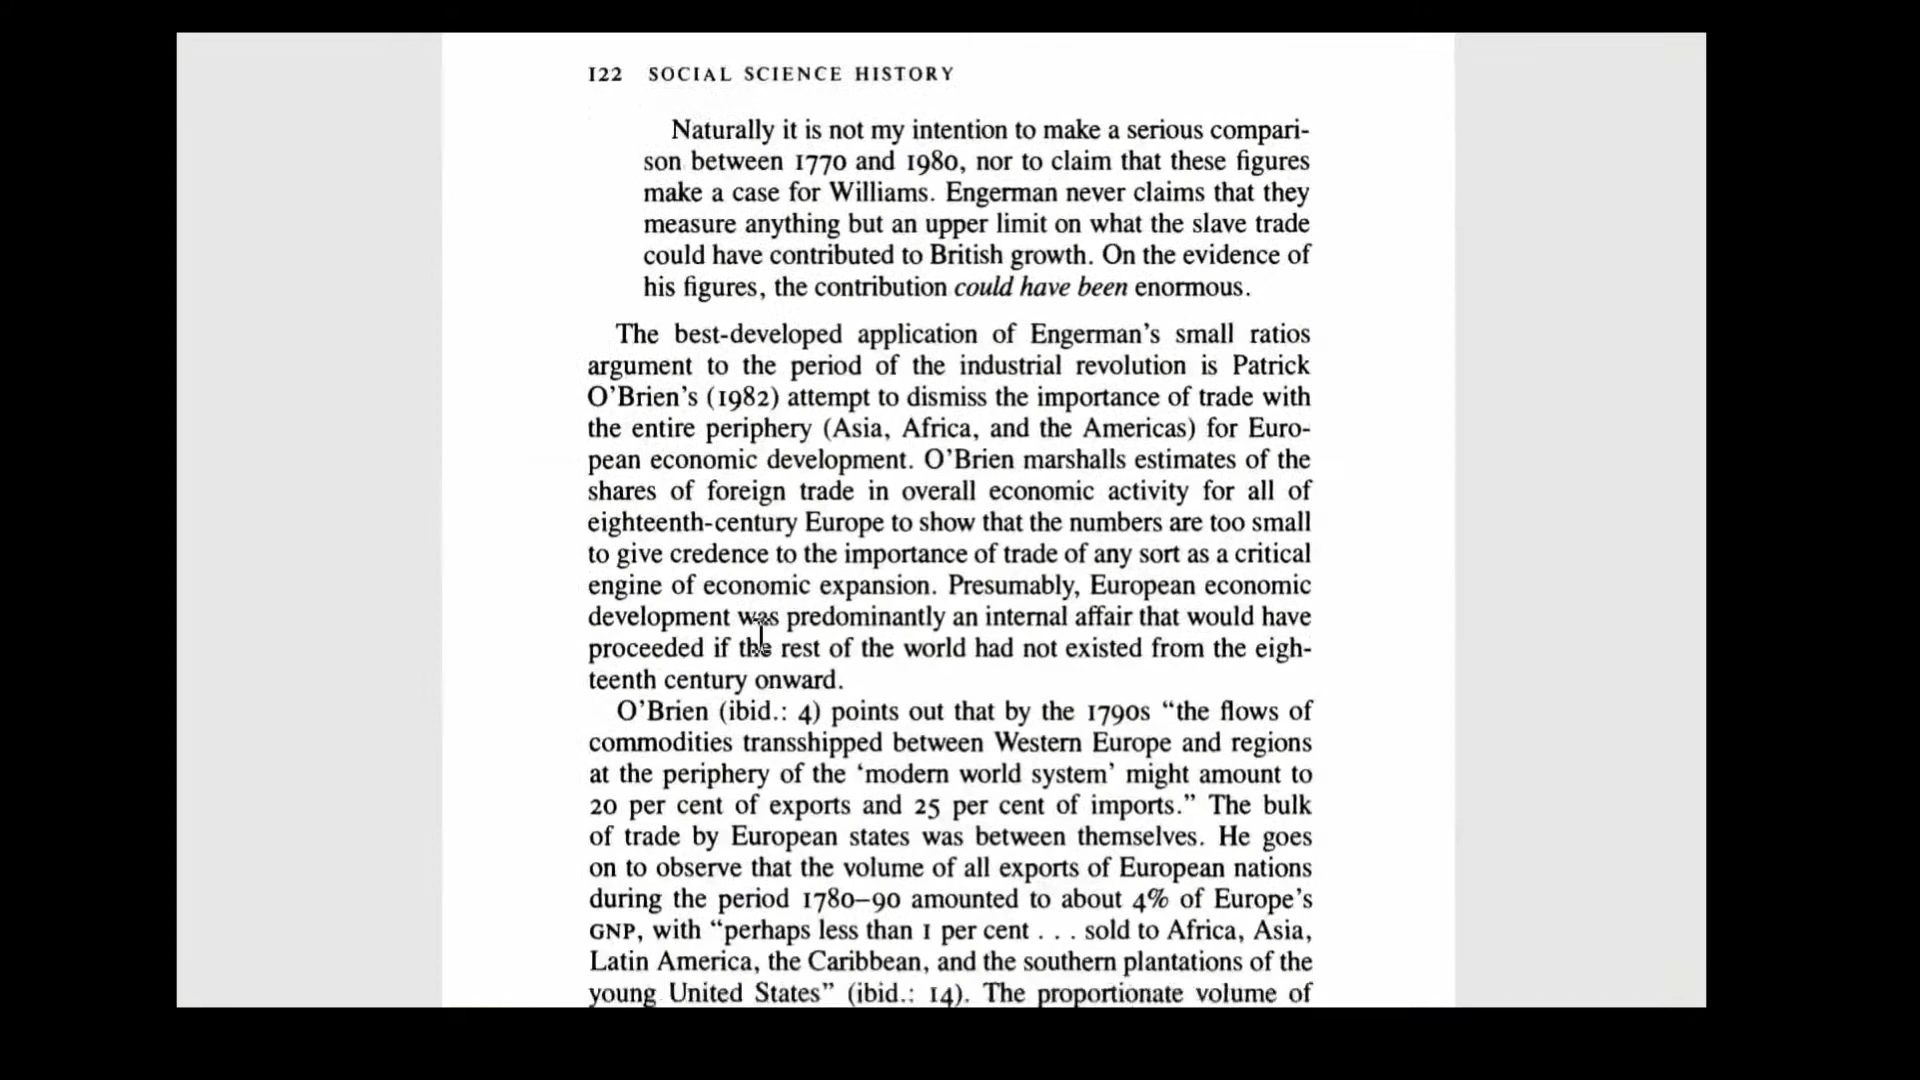 122 SOCIAL SCIENCE HISTORY
Naturally it is not my intention to make a serious compari-
son between 1770 and 1980, nor to claim that these figures
make a case for Williams. Engerman never claims that they
measure anything but an upper limit on what the slave trade
could have contributed to British growth. On the evidence of
his figures, the contribution could have been enormous.
The best-developed application of Engerman's small ratios
argument to the period of the industrial revolution is Patrick
O'Brien's (1982) attempt to dismiss the importance of trade with
the entire periphery (Asia, Africa, and the Americas) for Euro-
pean economic development. O'Brien marshalls estimates of the
shares of foreign trade in overall economic activity for all of
eighteenth-century Europe to show that the numbers are too small
to give credence to the importance of trade of any sort as a critical
engine of economic expansion. Presumably, European economic
development was predominantly an internal affair that would have
proceeded if the rest of the world had not existed from the eigh-
teenth century onward.
O'Brien (ibid.: 4) points out that by the 1790s "the flows of
commodities transshipped between Western Europe and regions
at the periphery of the 'modern world system' might amount to
20 per cent of exports and 25 per cent of imports." The bulk
of trade by European states was between themselves. He goes
on to observe that the volume of all exports of European nations
during the period 1780–90 amounted to about 4% of Europe's
GNP, with "perhaps less than 1 per cent . . . sold to Africa, Asia,
Latin America, the Caribbean, and the southern plantations of the
young United States" (ibid.: 14). The proportionate volume of